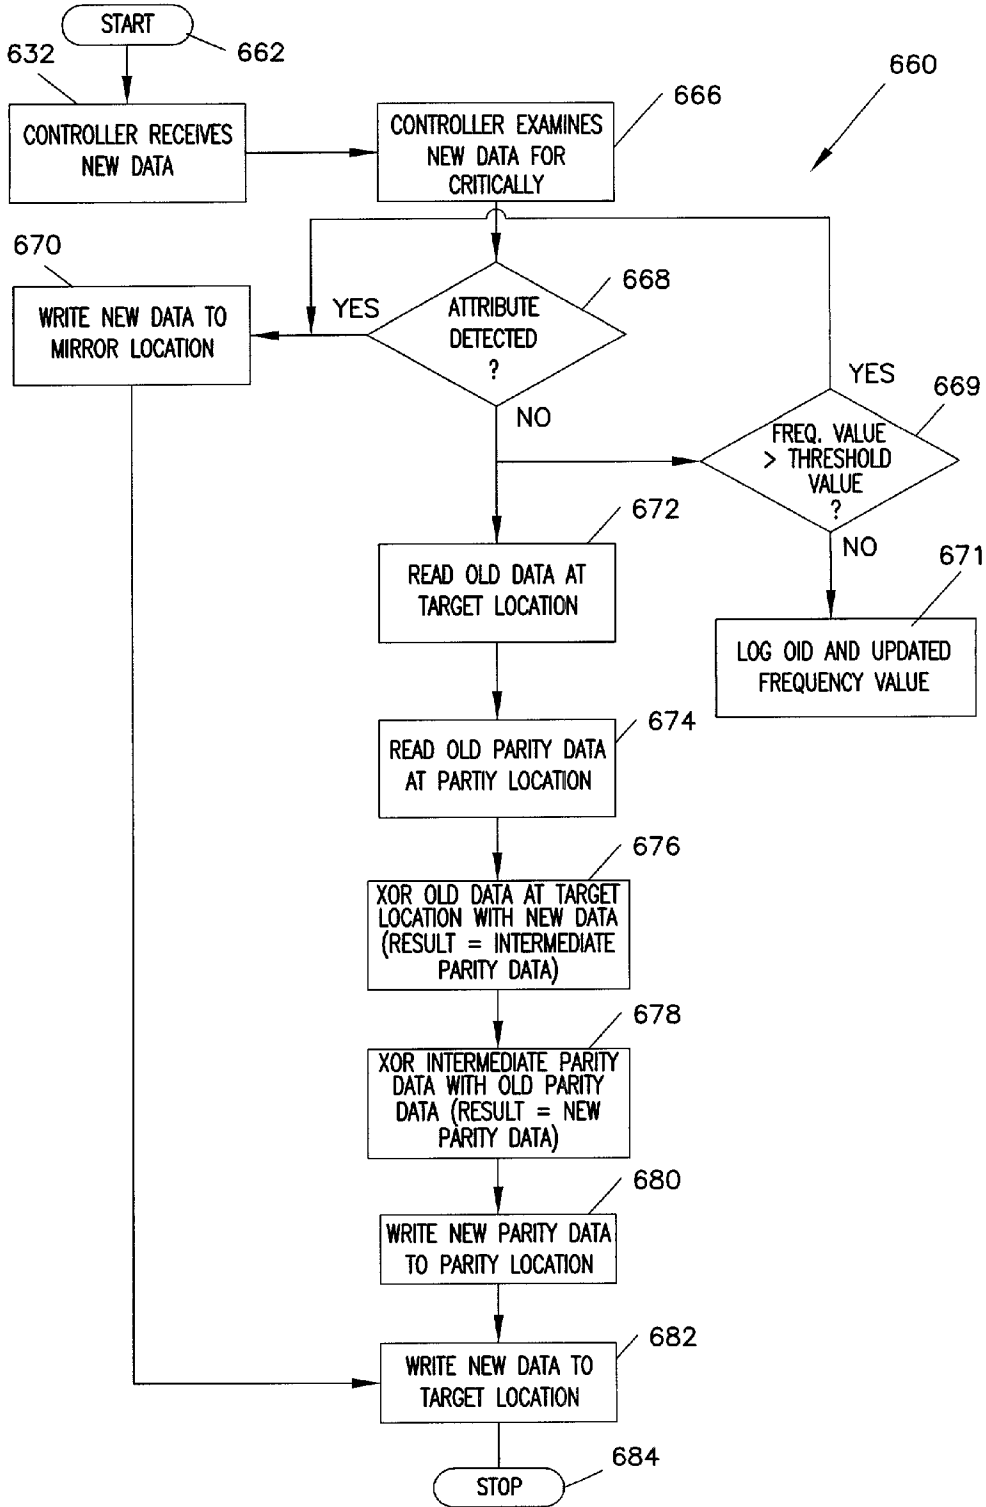 START
662
632
CONTROLLER RECEIVES
NEW DATA
CONTROLLER EXAMINES
NEW DATA FOR
CRITICALLY
666
660
670
WRITE NEW DATA TO
MIRROR LOCATION
YES
ATTRIBUTE
DETECTED
?
668
NO
YES
669
FREQ. VALUE
> THRESHOLD
VALUE
?
NO
671
LOG OID AND UPDATED
FREQUENCY VALUE
672
READ OLD DATA AT
TARGET LOCATION
674
READ OLD PARITY DATA
AT PARTIY LOCATION
676
XOR OLD DATA AT TARGET
LOCATION WITH NEW DATA
(RESULT = INTERMEDIATE
PARITY DATA)
678
XOR INTERMEDIATE PARITY
DATA WITH OLD PARITY
DATA (RESULT = NEW
PARITY DATA)
680
WRITE NEW PARITY DATA
TO PARITY LOCATION
682
WRITE NEW DATA TO
TARGET LOCATION
684
STOP